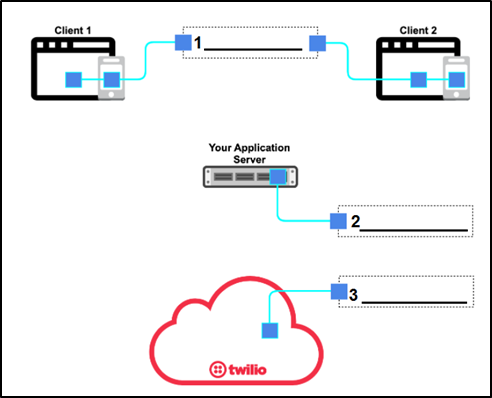 Client 1
Client 2
1
Your Application
Server
2
3
twilio